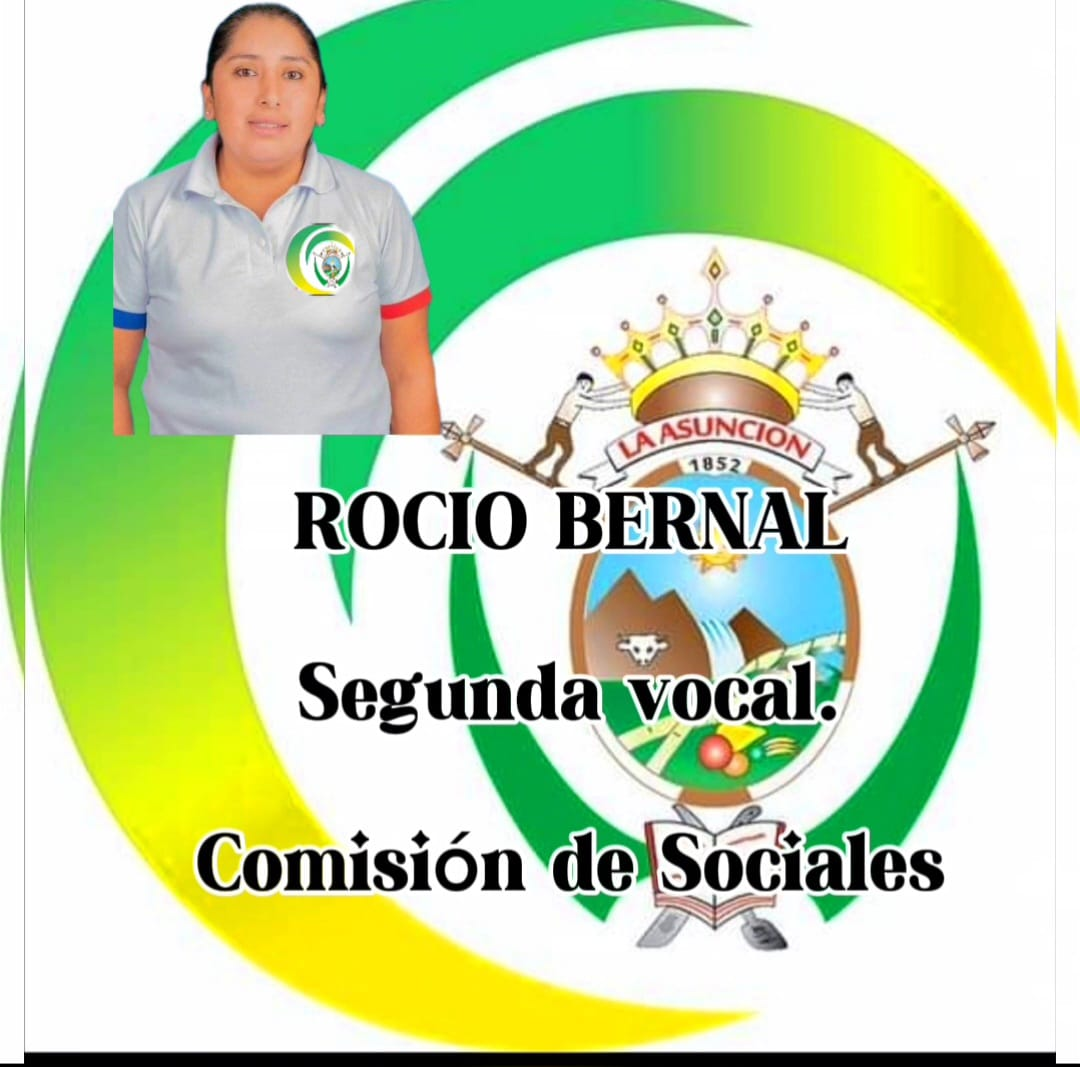 LA ASUNCION
1852
ROCIO BERNAL
Segunda vocal.
Comisión de Sociales